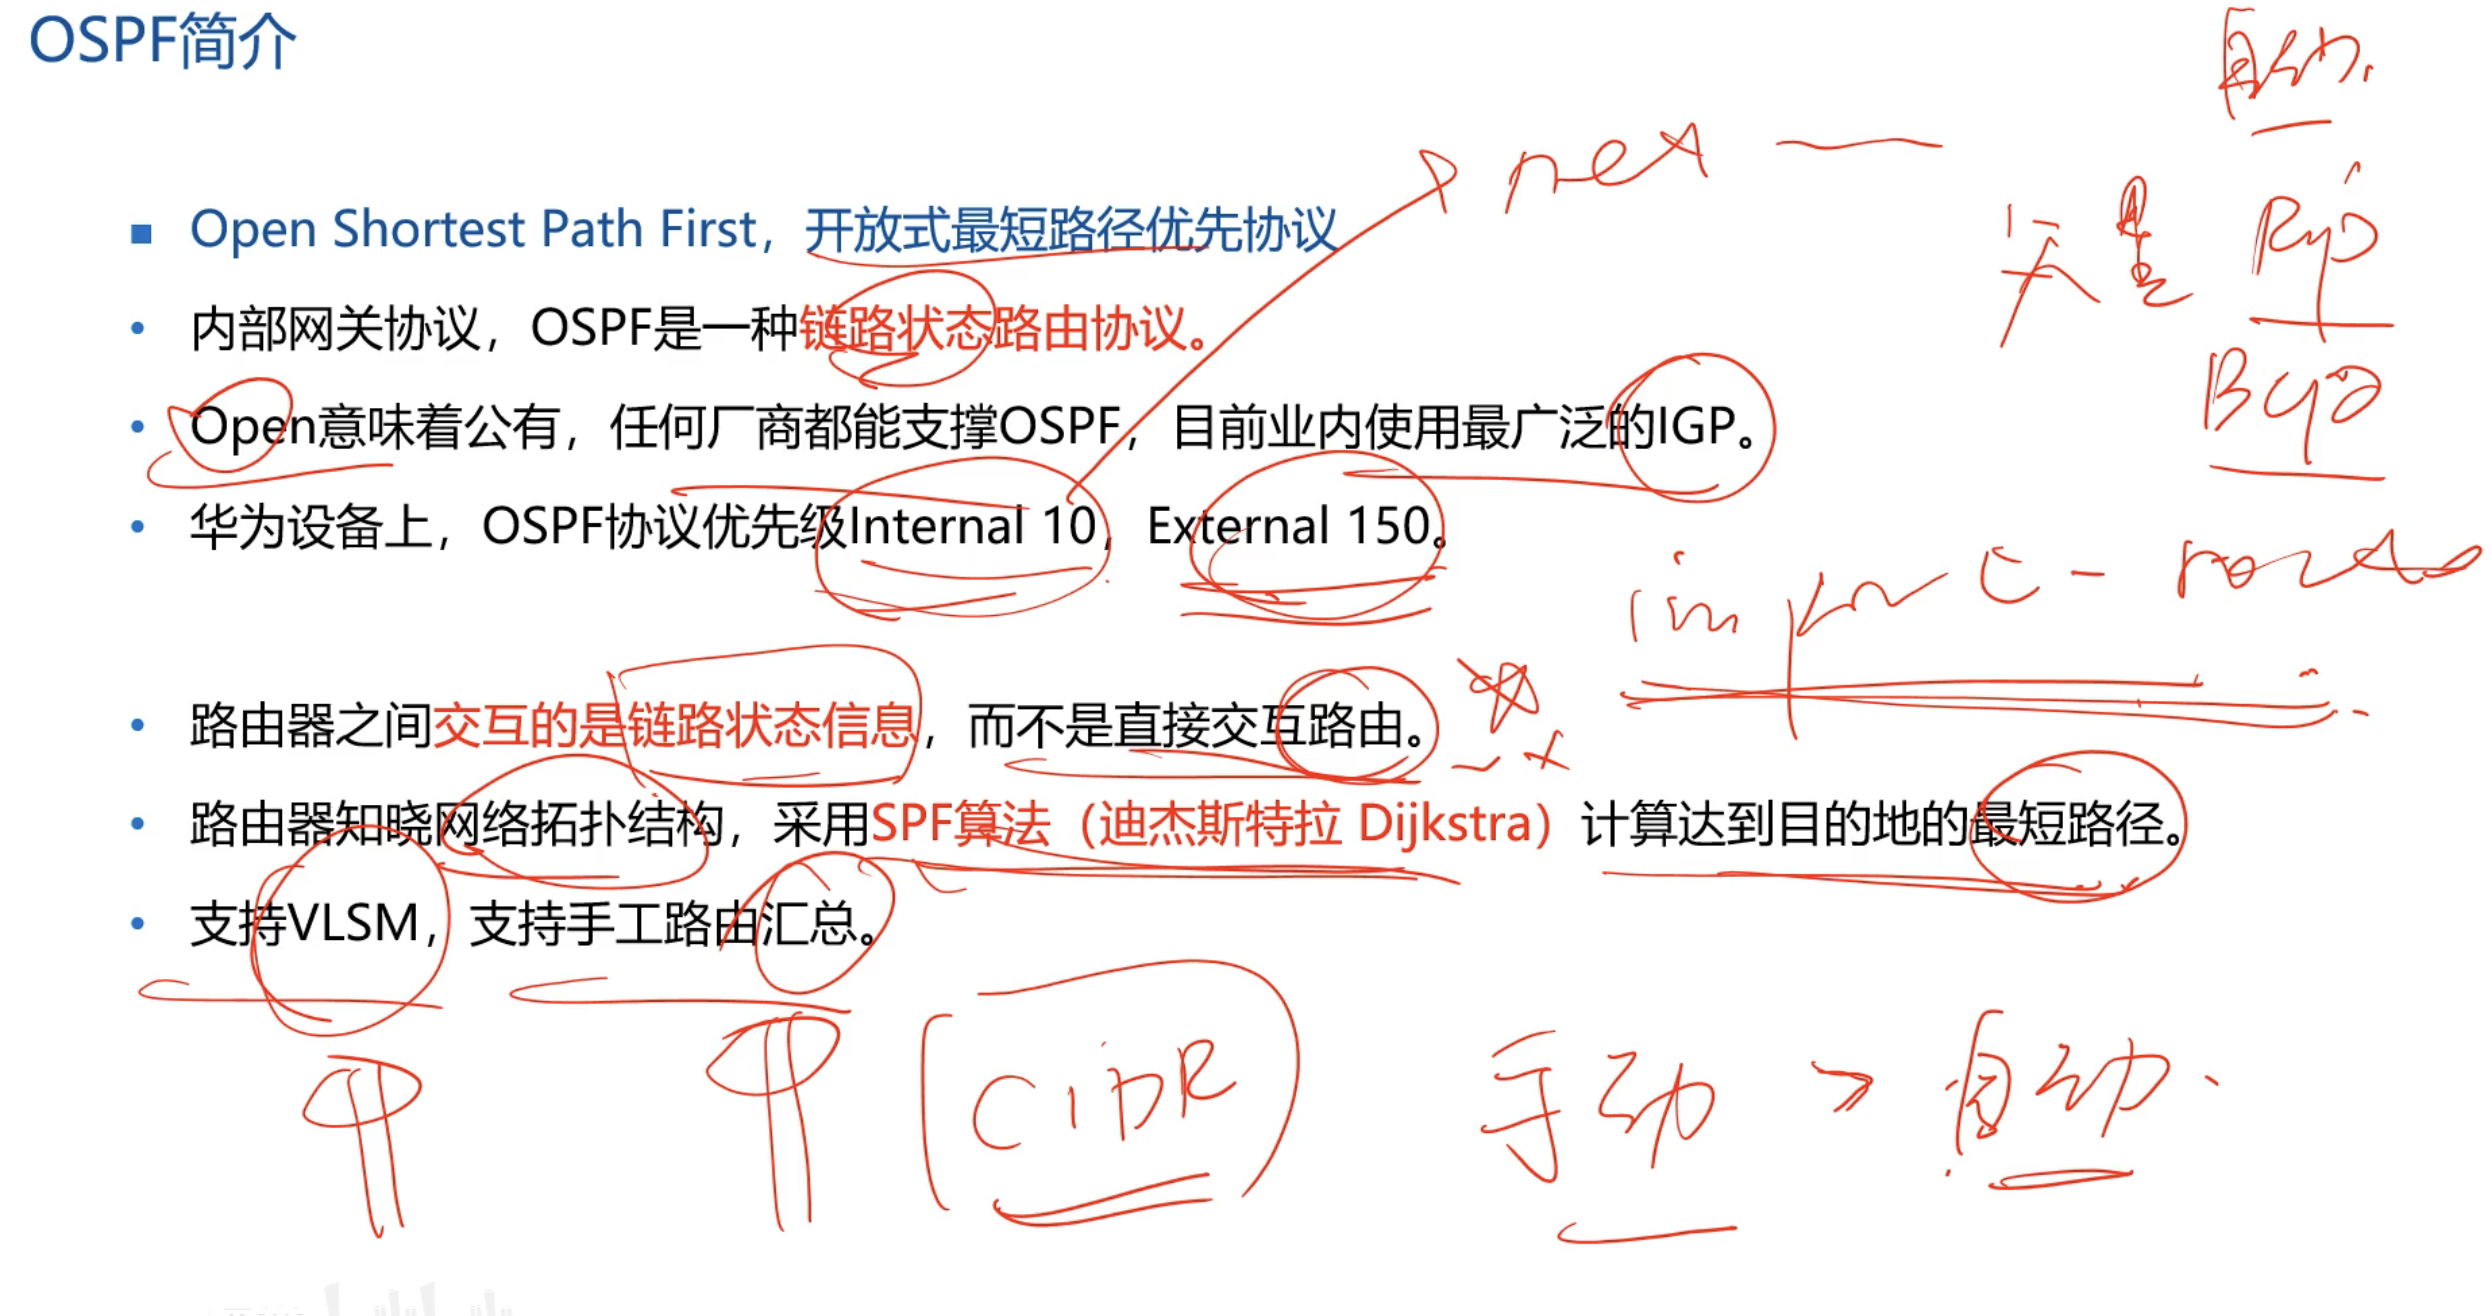 OSPF简介
自动
net
Open Shortest Path First，开放式最短路径优先协议
矢量
Rip
内部网关协议，OSPF是一种链路状态路由协议。
Bgp
Open意味着公有，任何厂商都能支撑OSPF，目前业内使用最广泛的IGP。
华为设备上，OSPF协议优先级Internal 10，External 150。
import-route
路由器之间交互的是链路状态信息，而不是直接交互路由。
路由器知晓网络拓扑结构，采用SPF算法（迪杰斯特拉 Dijkstra）计算达到目的地的最短路径。
支持VLSM，支持手工路由汇总。
CIDR
手动
自动